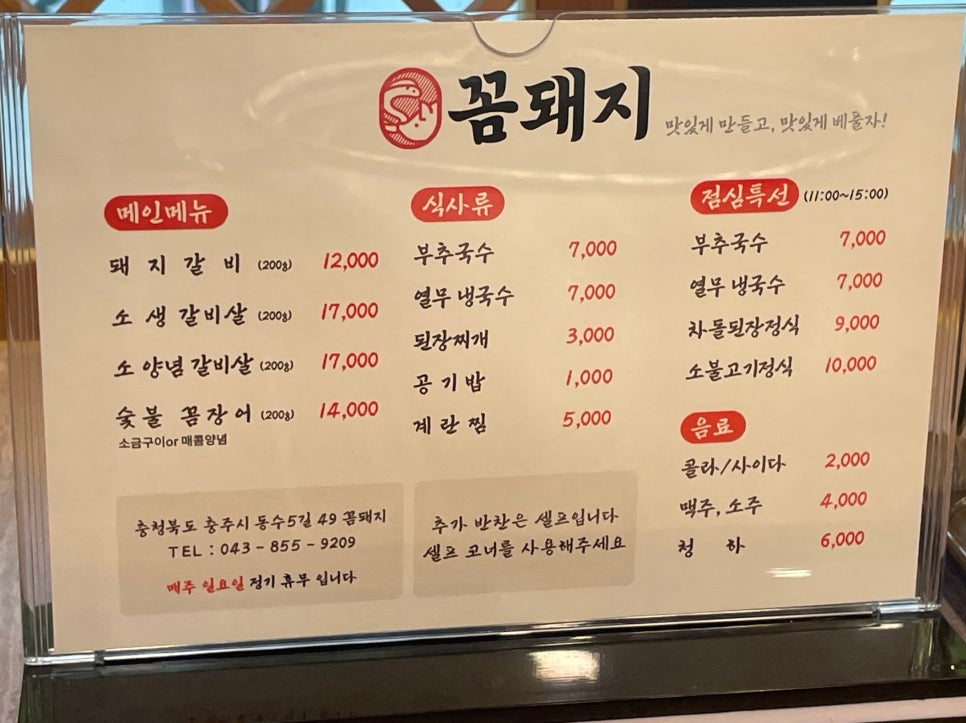 꼼돼지 맛있게 만들고, 맛있게 베풀자!
메인메뉴
돼지갈비 (200g) 12,000
소생갈비살 (200g) 17,000
소양념갈비살 (200g) 17,000
숯불 꼼장어 (200g) 14,000
소금구이or 매콤양념
식사류
부추국수 7,000
열무냉국수 7,000
된장찌개 3,000
공기밥 1,000
계란찜 5,000
점심특선 (11:00~15:00)
부추국수 7,000
열무냉국수 7,000
차돌된장정식 9,000
소불고기정식 10,000
음료
콜라/사이다 2,000
맥주, 소주 4,000
청하 6,000
충청북도 충주시 동수5길 49 꼼돼지
TEL : 043 - 855 - 9209
매주 일요일 정기 휴무 입니다
추가 반찬은 셀프입니다
셀프 코너를 사용해주세요